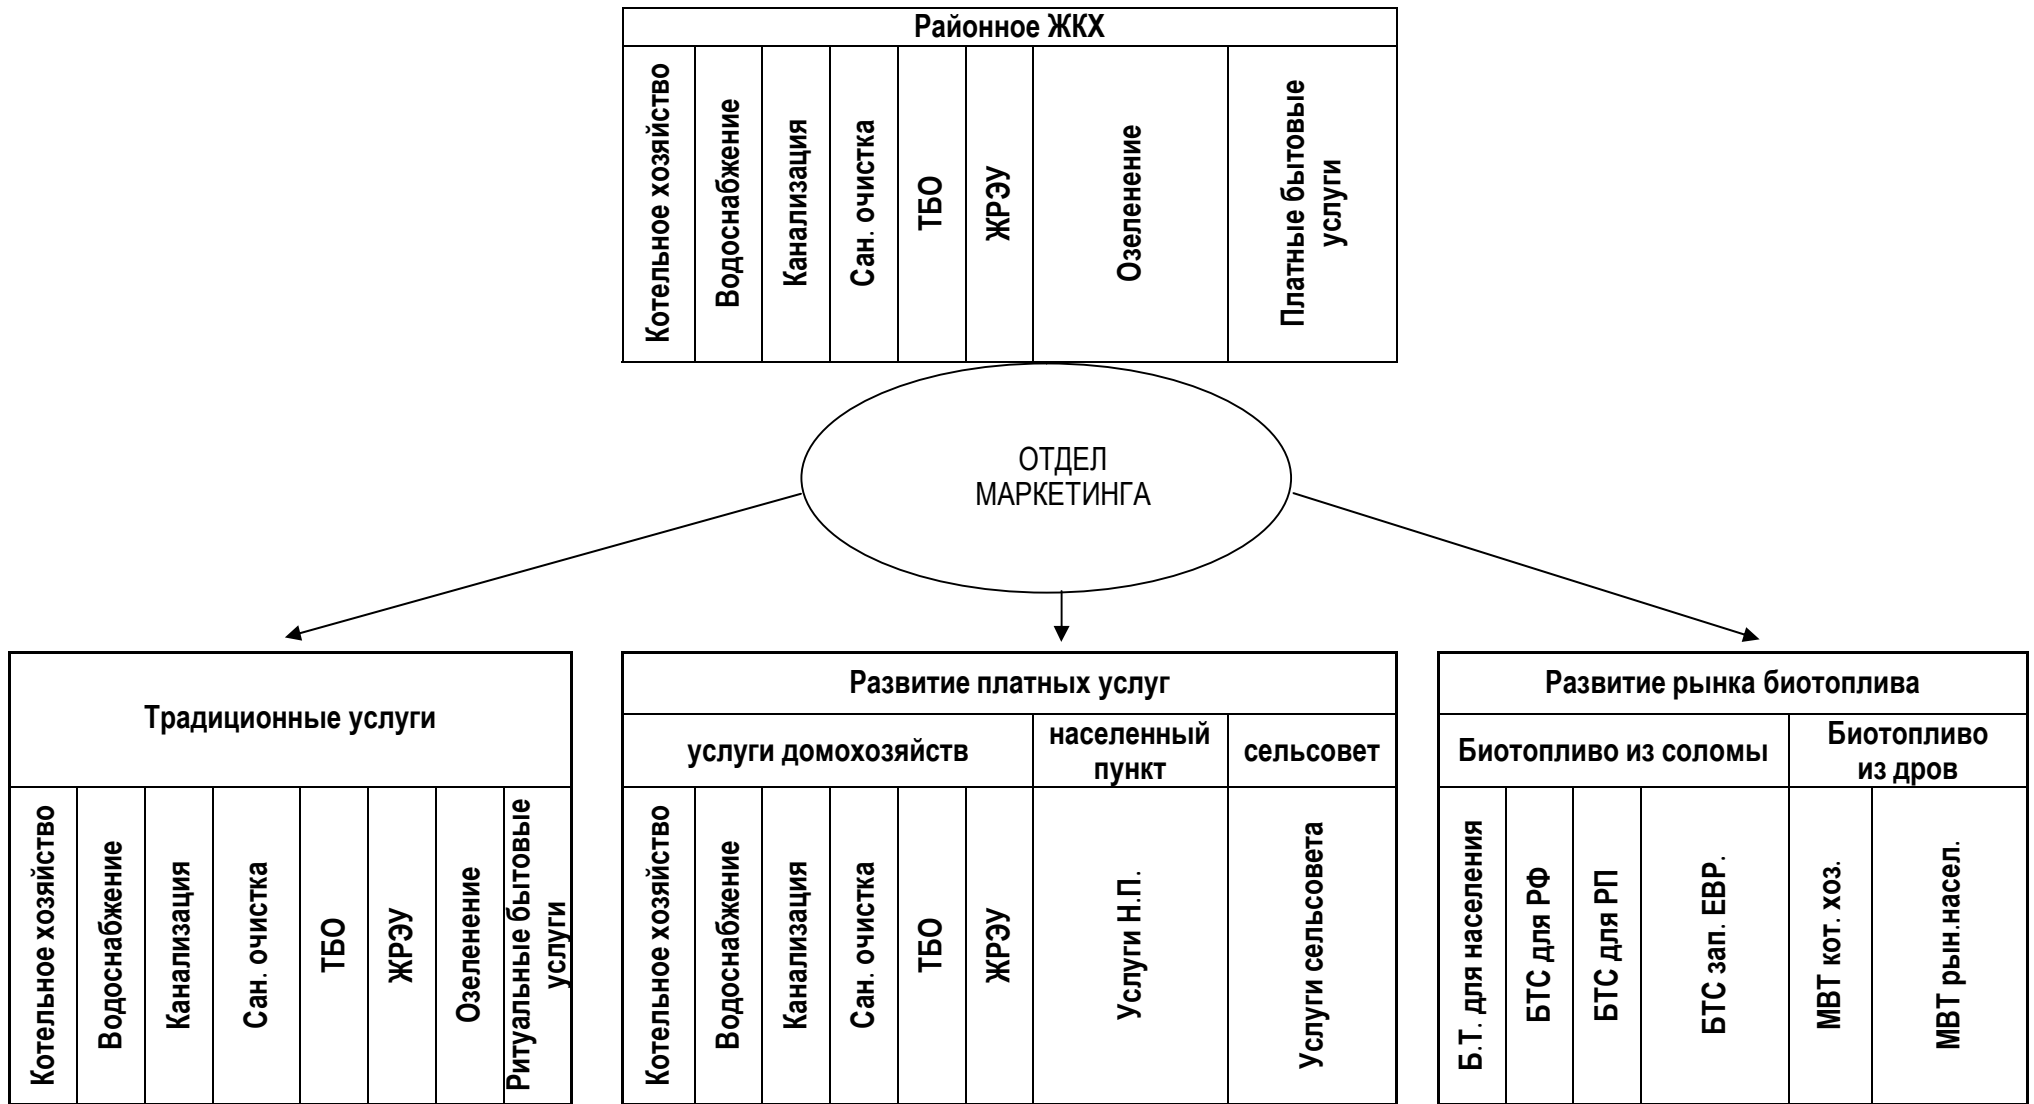 Районное ЖКХ
Котельное хозяйство
Водоснабжение
Канализация
Сан. очистка
ТБО
ЖРЭУ
Озеленение
Платные бытовые
услуги
ОТДЕЛ
МАРКЕТИНГА
Традиционные услуги
Котельное хозяйство
Водоснабжение
Канализация
Сан. очистка
ТБО
ЖРЭУ
Озеленение
Ритуальные бытовые
услуги
Развитие платных услуг
услуги домохозяйств
населенный
пункт
сельсовет
Котельное хозяйство
Водоснабжение
Канализация
Сан. очистка
ТБО
ЖРЭУ
Услуги Н.П.
Услуги сельсовета
Развитие рынка биотоплива
Биотопливо из соломы
Биотопливо
из дров
Б.Т. для населения
БТС для РФ
БТС для РП
БТС зап. ЕВР.
МВТ кот. хоз.
МВТ рын.насел.